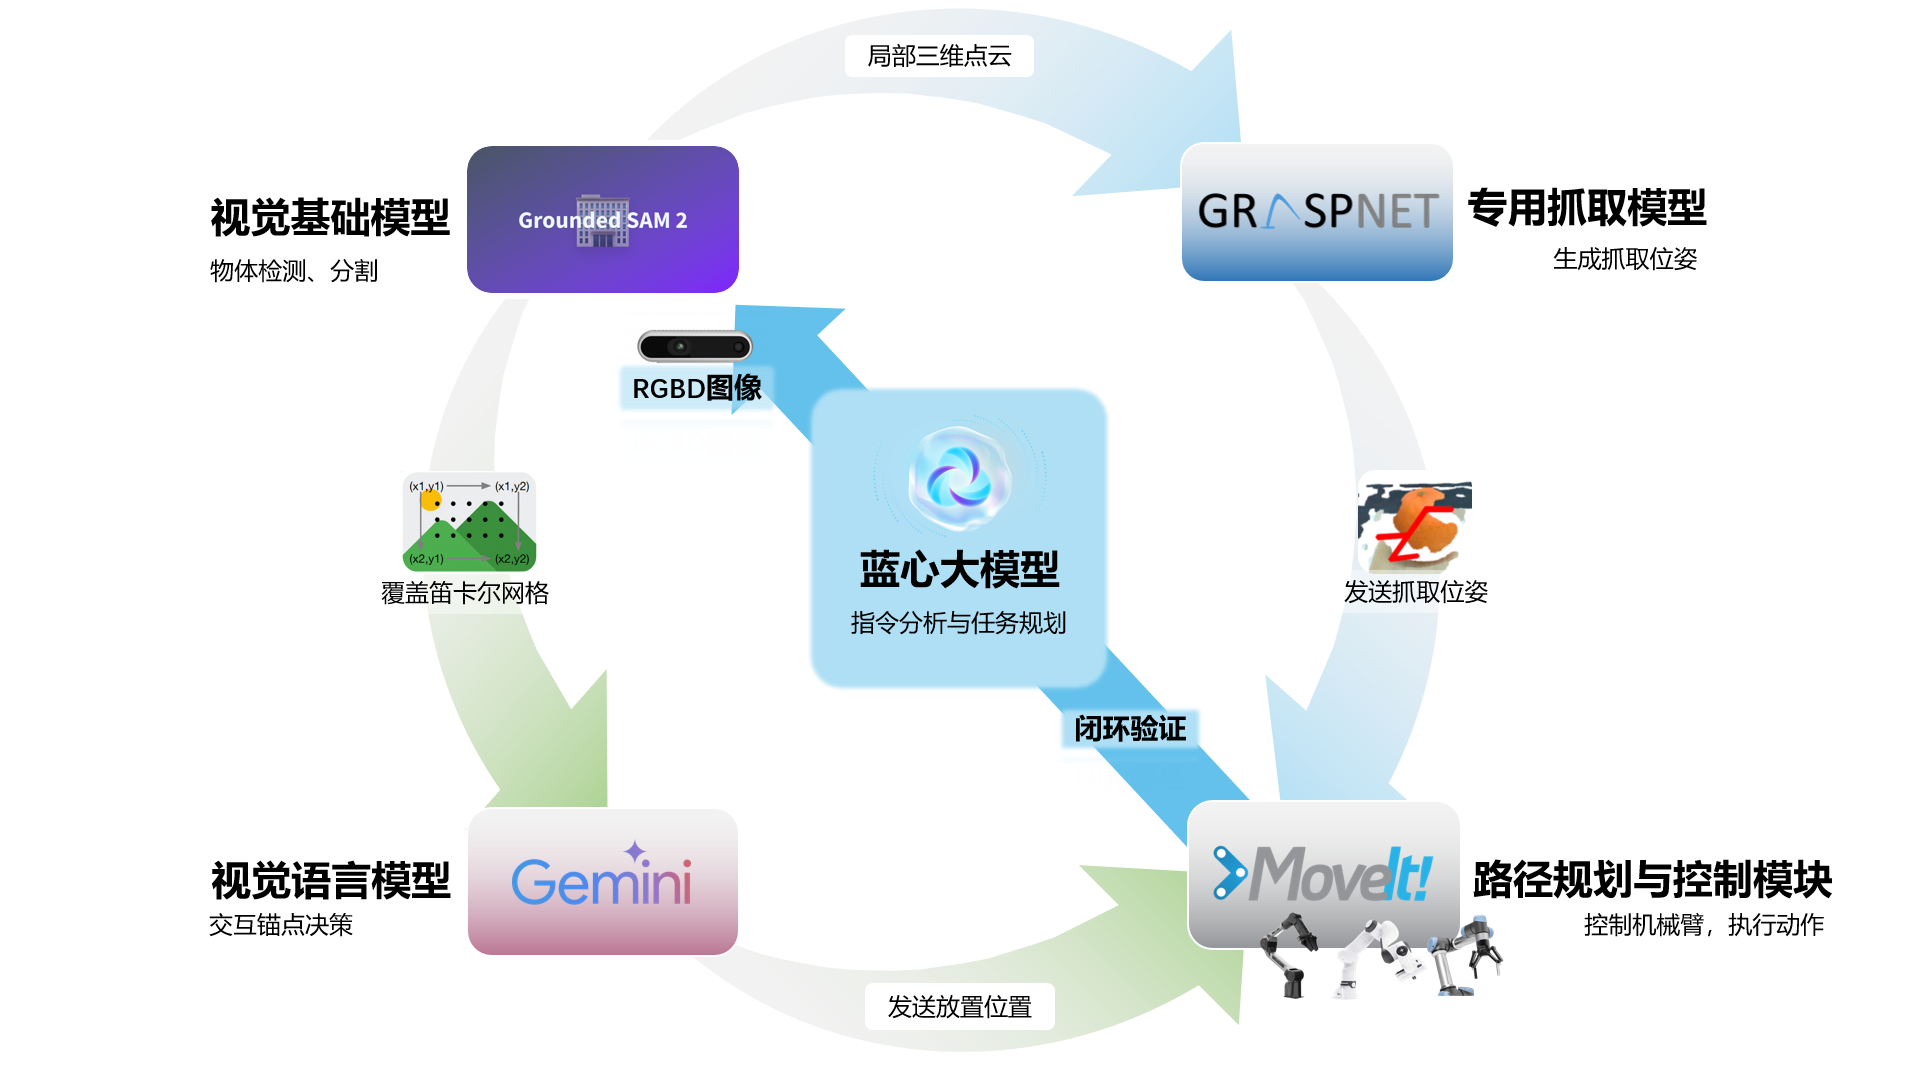 局部三维点云
视觉基础模型
物体检测、分割
Grounded SAM 2
GRASPNET
专用抓取模型
生成抓取位姿
RGBD图像
(x1,y1)
(x1,y2)
(x2,y1)
(x2,y2)
覆盖笛卡尔网格
蓝心大模型
指令分析与任务规划
发送抓取位姿
闭环验证
视觉语言模型
交互锚点决策
Gemini
MoveIt!
路径规划与控制模块
控制机械臂，执行动作
发送放置位置